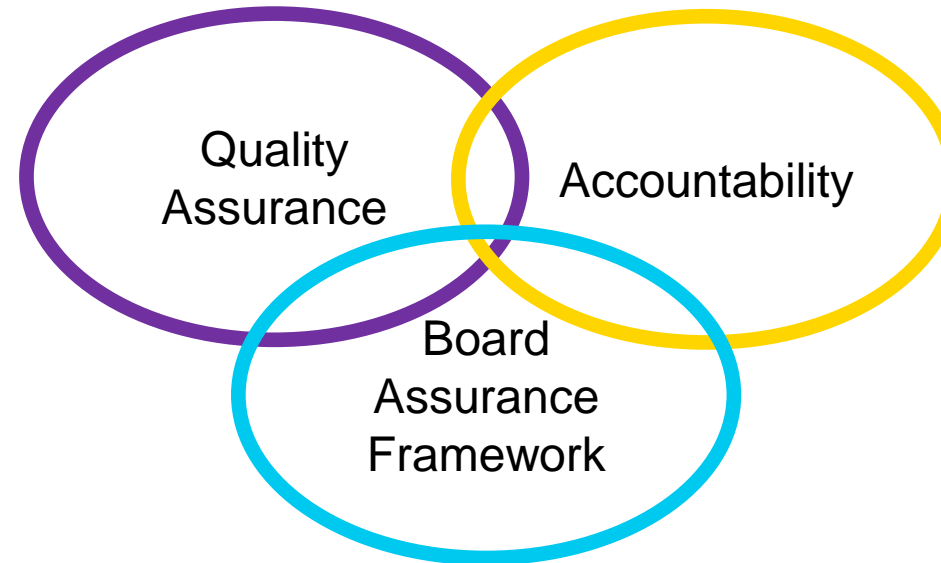 Quality
Assurance
Accountability
Board
Assurance
Framework